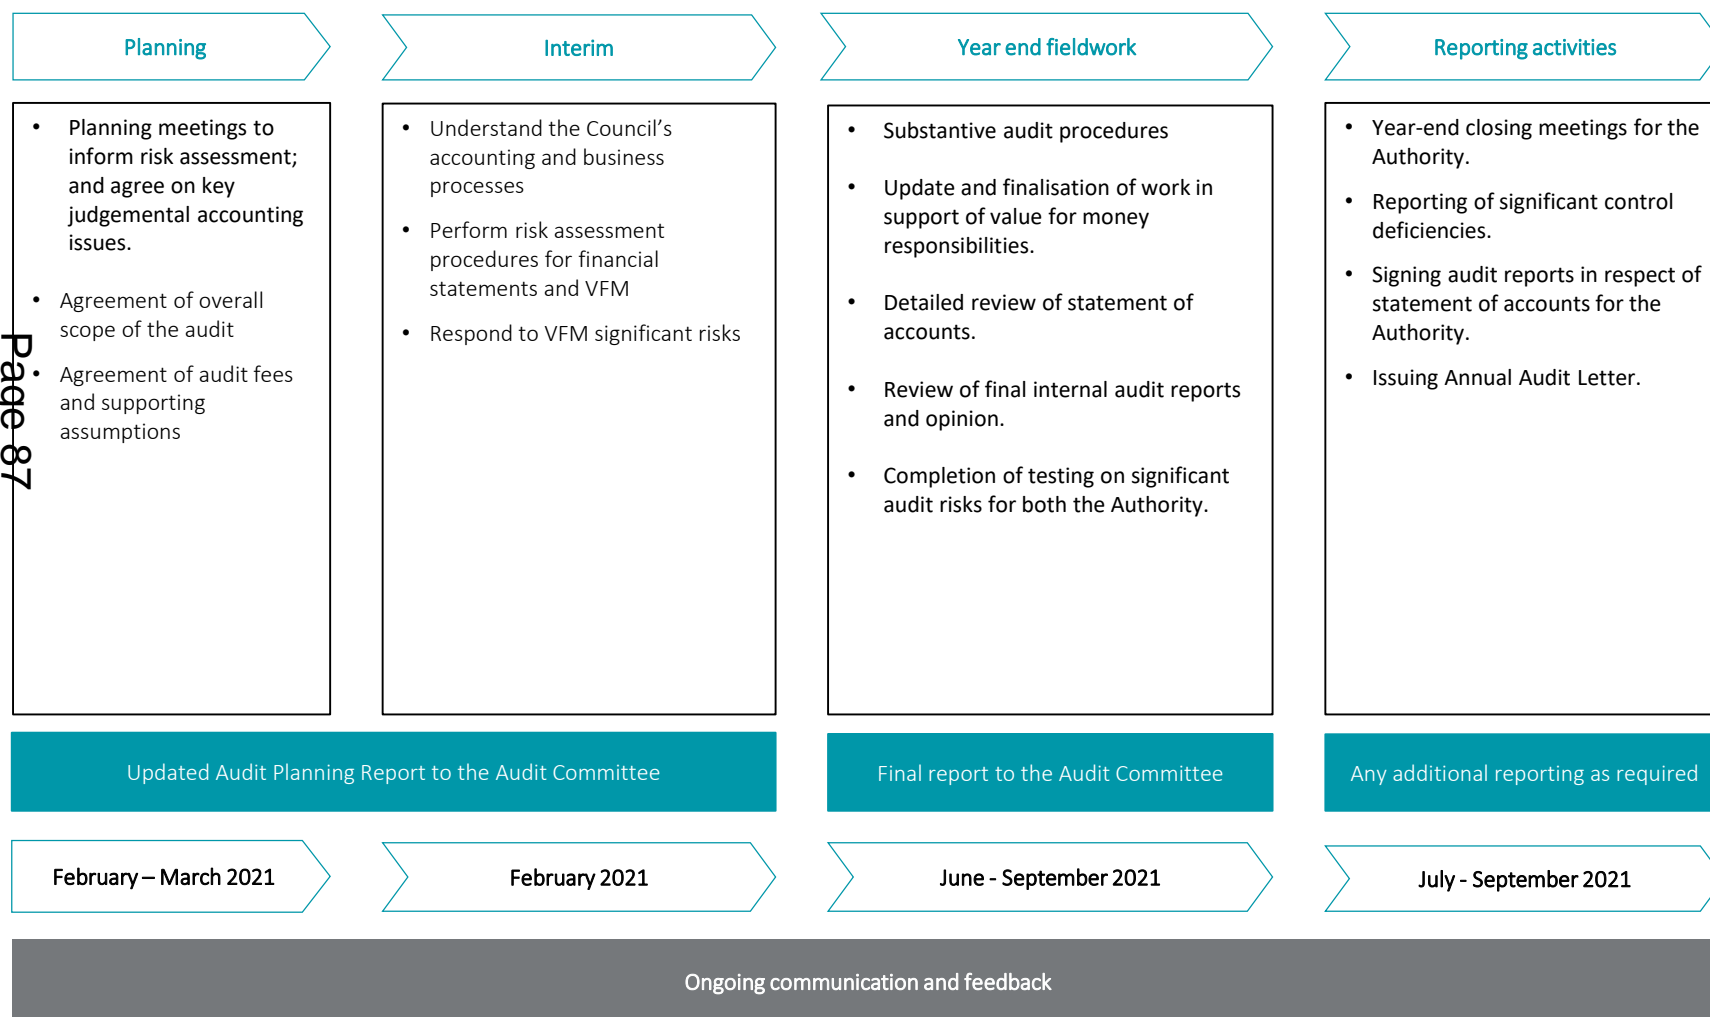 Planning
Interim
Year end fieldwork
Reporting activities
• Planning meetings to
inform risk assessment;
and agree on key
judgemental accounting
issues.
• Agreement of overall
scope of the audit
• Agreement of audit fees
and supporting
assumptions
• Understand the Council’s
accounting and business
processes
• Perform risk assessment
procedures for financial
statements and VFM
• Respond to VFM significant risks
• Substantive audit procedures
• Update and finalisation of work in
support of value for money
responsibilities.
• Detailed review of statement of
accounts.
• Review of final internal audit reports
and opinion.
• Completion of testing on significant
audit risks for both the Authority.
• Year-end closing meetings for the
Authority.
• Reporting of significant control
deficiencies.
• Signing audit reports in respect of
statement of accounts for the
Authority.
• Issuing Annual Audit Letter.
Page 87
Updated Audit Planning Report to the Audit Committee
Final report to the Audit Committee
Any additional reporting as required
February – March 2021
February 2021
June - September 2021
July - September 2021
Ongoing communication and feedback